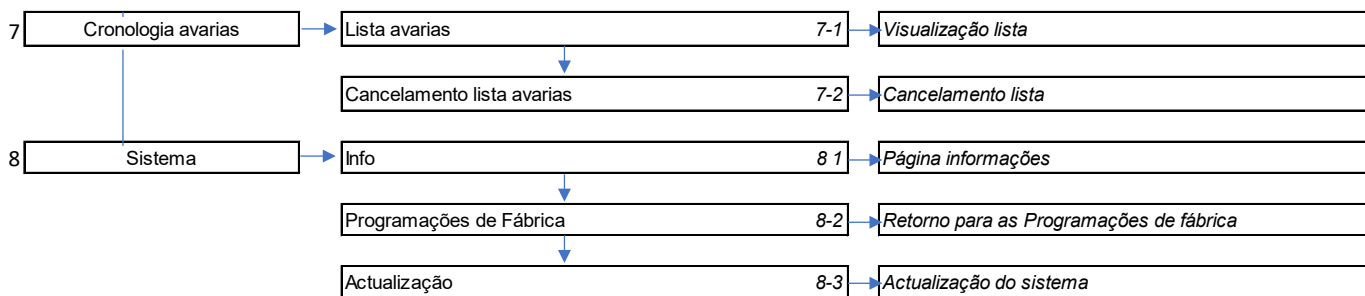 7 Cronologia avarias Lista avarias 7-1 Visualização lista
Cancelamento lista avarias 7-2 Cancelamento lista
8 Sistema Info 8 1 Página informações
Programações de Fábrica 8-2 Retorno para as Programações de fábrica
Actualização 8-3 Actualização do sistema